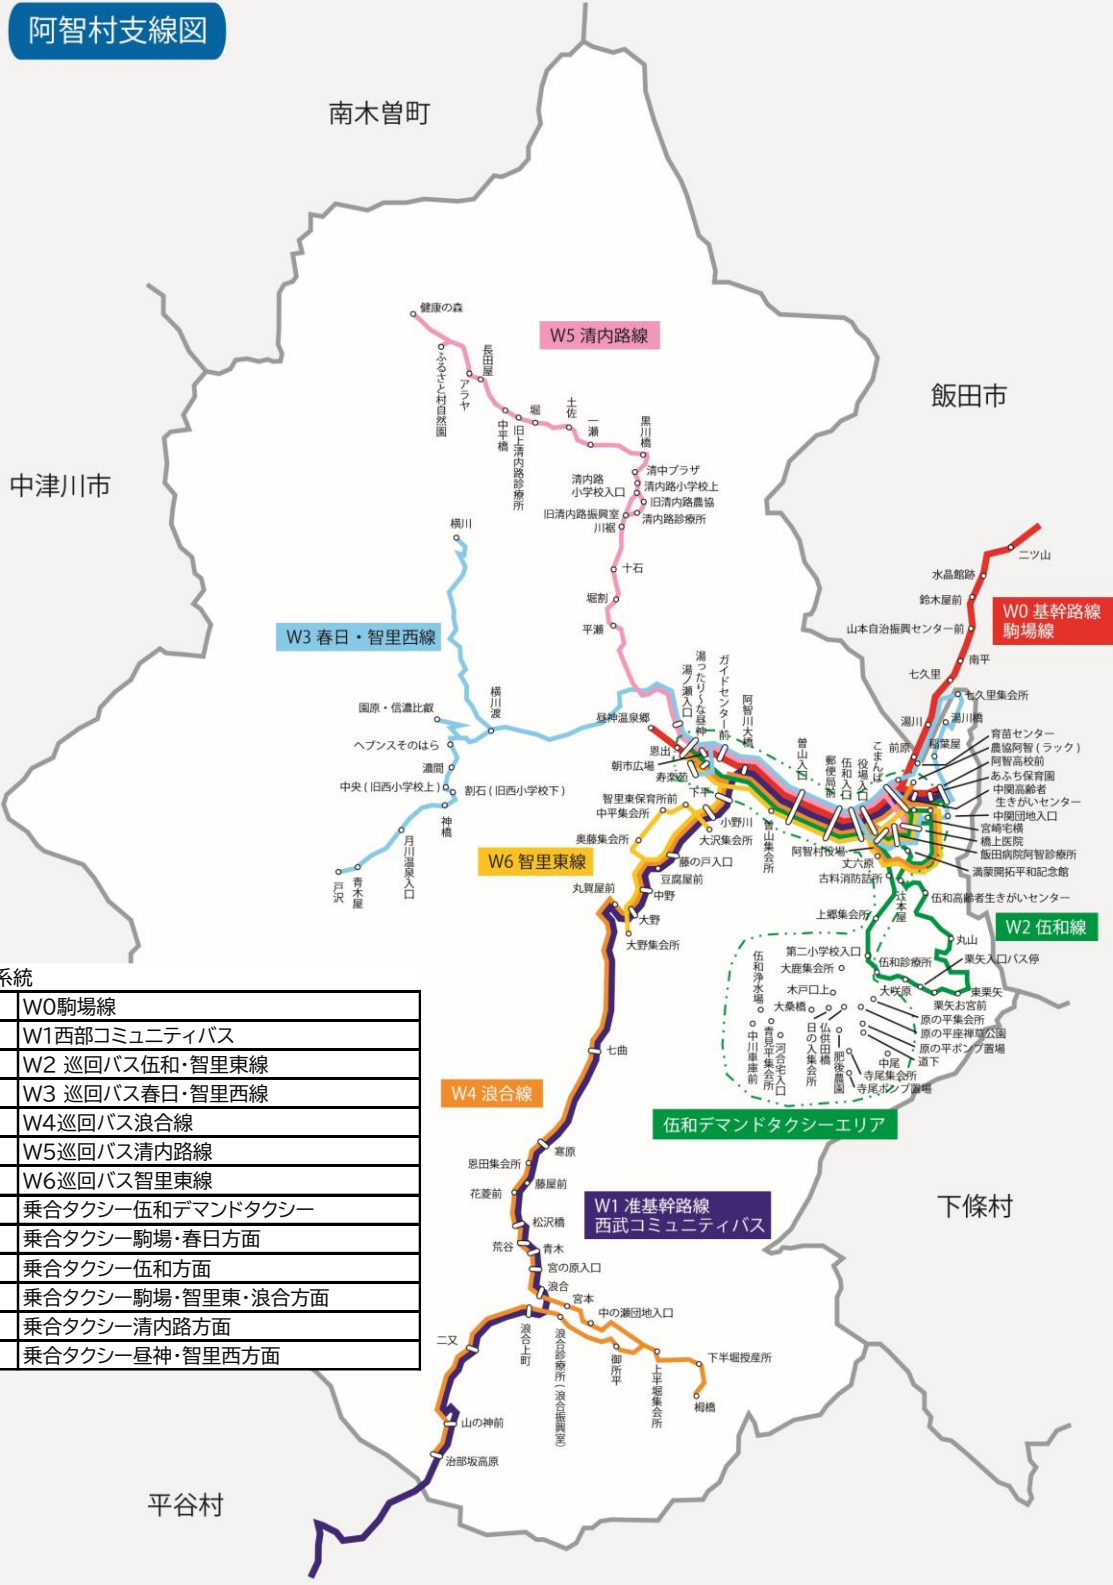 阿智村支線図
南木曽町
健康の森
W5 清内路線
ふるさと村自然園
アラヤ
長田屋
中平橋
旧上清内路診療所
堀
土佐
一瀬
黒川橋
飯田市
清中プラザ
清内路
小学校入口
清内路小学校上
旧清内路農協
旧清内路振興室
清内路診療所
川裾
中津川市
横川
十石
堀割
平瀬
二ツ山
水晶館跡
鈴木屋前
W0 基幹路線
駒場線
山本自治振興センター前
南平
七久里
七久里集会所
W3 春日・智里西線
湯ノ瀬入口
湯ったり〜な昼神
ガイドセンター前
阿智川大橋
園原・信濃比叡
横川渡
昼神温泉郷
恩出
朝市広場
寿楽苑
曽山入口
郵便局前
伍和入口
役場入口
こまんば
湯川
湯川橋
前原
稲葉屋
育苗センター
農協阿智 ( ラック )
阿智高校前
あふち保育園
中関高齢者
生きがいセンター
中関団地入口
宮崎宅横
橋上医院
飯田病院阿智診療所
満蒙開拓平和記念館
ヘブンスそのはら
濃間
中央 ( 旧西小学校上 )
割石 ( 旧西小学校下 )
神橋
月川温泉入口
青木屋
戸沢
下平
智里東保育所前
中平集会所
小野川
大沢集会所
曽山集会所
奥藤集会所
W6 智里東線
藤の戸入口
豆腐屋前
中野
丸賀屋前
大野
大野集会所
阿智村役場
丈六原
古料消防詰所
辻本屋
伍和高齢者生きがいセンター
上郷集会所
W2 伍和線
丸山
第二小学校入口
伍和診療所
栗矢入口バス停
大鹿集会所
木戸口上
大咲原
東栗矢
栗矢お宮前
伍和浄水場
大桑橋
原の平集会所
原の平座禅草公園
原の平ポンプ置場
道下
中川車庫前
青見平集会所
河合宅入口
日の入集会所
仏供田橋
肥後農園
中尾
寺尾集会所
寺尾ポンプ置場
伍和デマンドタクシーエリア
系統
W0駒場線
W1西部コミュニティバス
W2 巡回バス伍和・智里東線
W3 巡回バス春日・智里西線
W4巡回バス浪合線
W5巡回バス清内路線
W6巡回バス智里東線
乗合タクシー伍和デマンドタクシー
乗合タクシー駒場・春日方面
乗合タクシー伍和方面
乗合タクシー駒場・智里東・浪合方面
乗合タクシー清内路方面
乗合タクシー昼神・智里西方面
七曲
W4 浪合線
寒原
恩田集会所
藤屋前
花菱前
W1 准基幹路線
西武コミュニティバス
松沢橋
荒谷
青木
宮の原入口
浪合
宮本
中の瀬団地入口
二又
浪合上町
浪合診療所（浪合振興室）
御所平
上半堀集会所
下半堀授産所
栂橋
山の神前
治部坂高原
下條村
平谷村